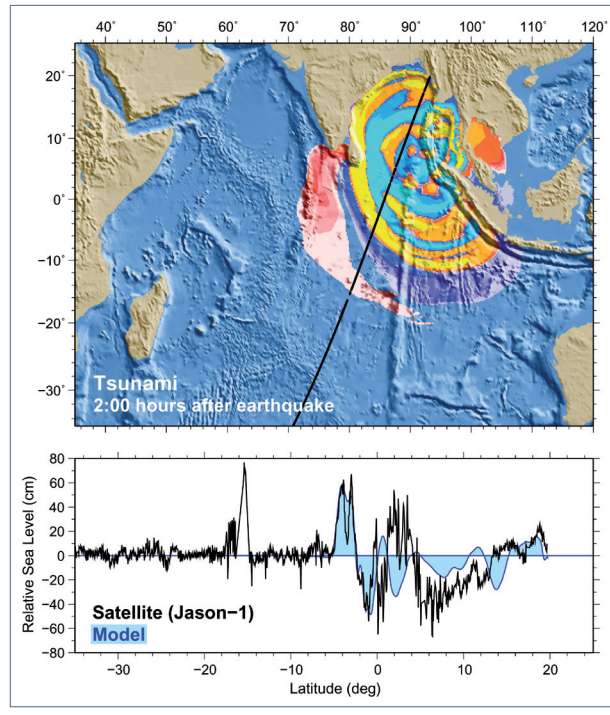 40° 50° 60° 70° 80° 90° 100° 110° 120°
20°
10°
0°
−10°
−20°
−30°
Tsunami
2:00 hours after earthquake
80
60
40
20
0
−20
−40
−60
−80
Relative Sea Level (cm)
Satellite (Jason−1)
Model
−30 −20 −10 0 10 20
Latitude (deg)